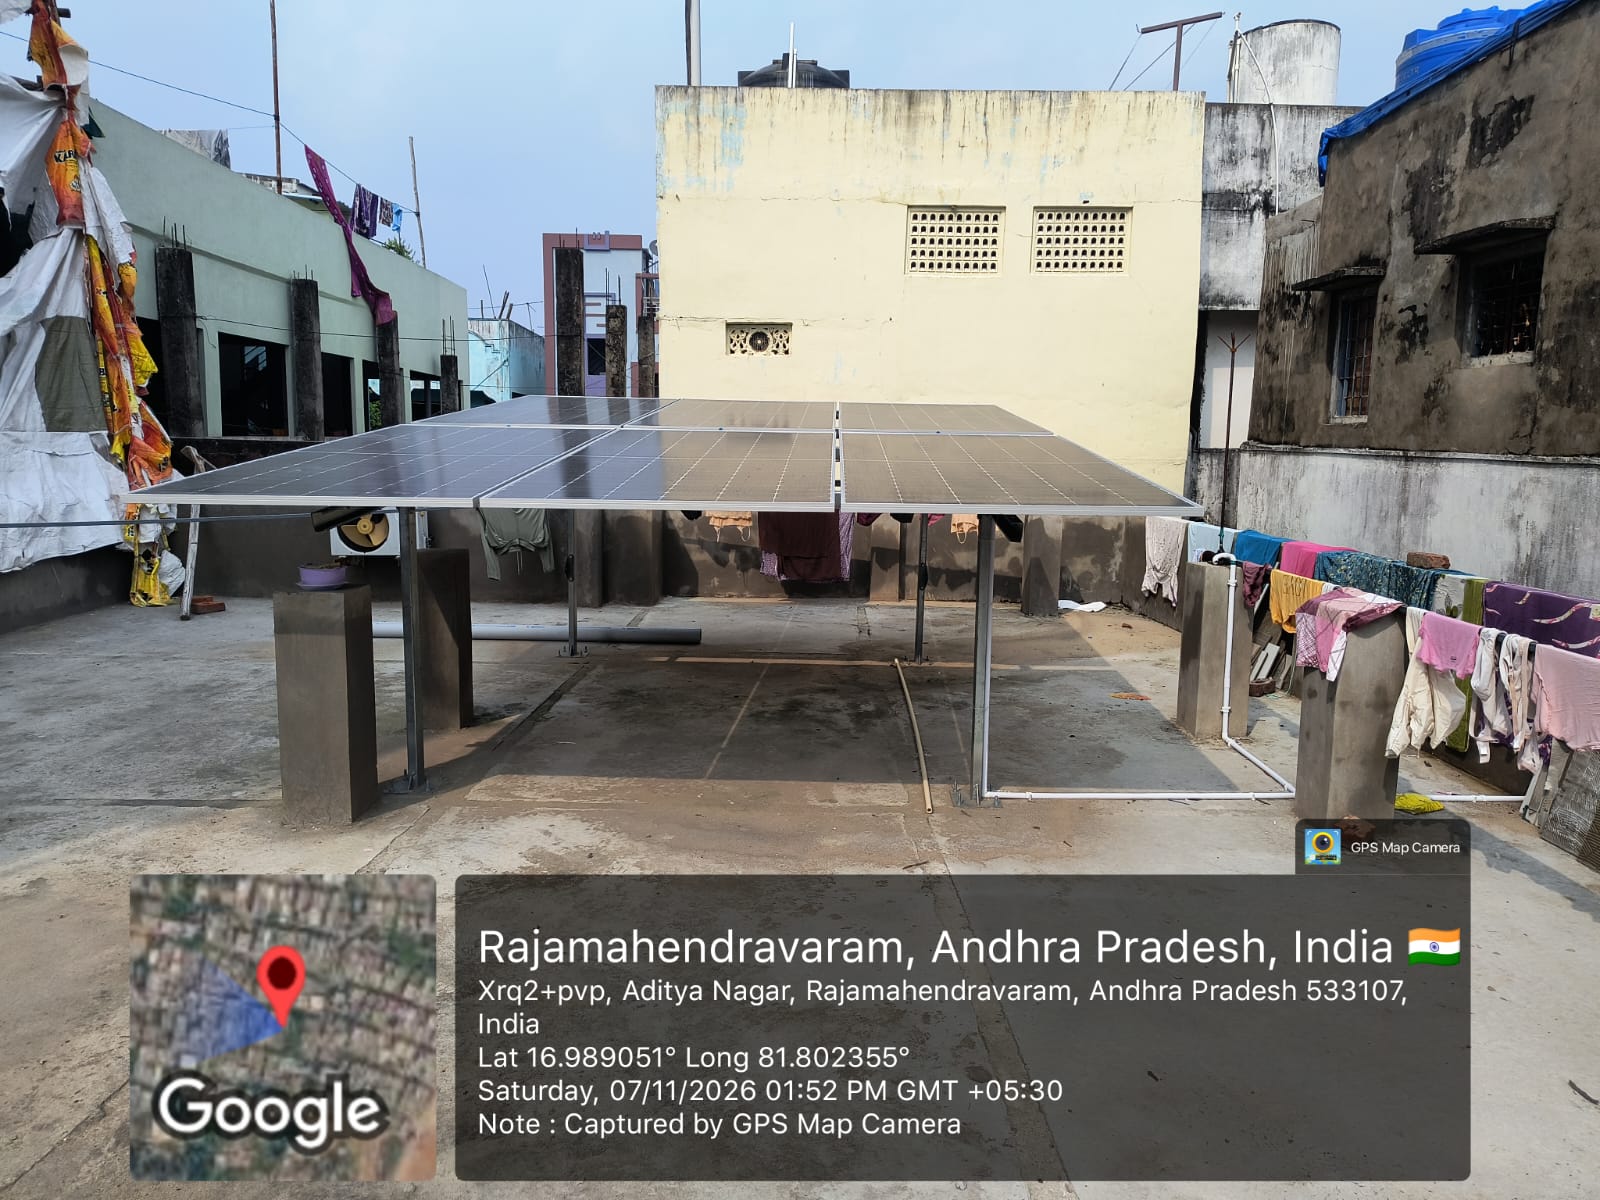 GPS Map Camera
Rajamahendravaram, Andhra Pradesh, India
Xrq2+pvp, Aditya Nagar, Rajamahendravaram, Andhra Pradesh 533107,
India
Lat 16.989051° Long 81.802355°
Saturday, 07/11/2026 01:52 PM GMT +05:30
Note : Captured by GPS Map Camera
Google